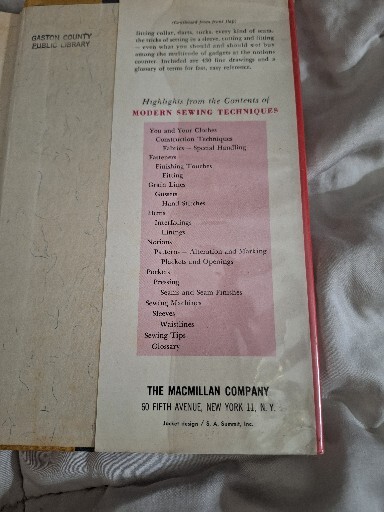 GASTON COUNTY
PUBLIC LIBRARY
(Continued from front flap)
lining collar, darts, tucks, every kind of seam,
the tricks of setting in a sleeve, cutting and fitting
— even what you should and should not buy
among the multitude of gadgets at the notions
counter. Included are 450 line drawings and a
glossary of terms for fast, easy reference.
Highlights from the Contents of
MODERN SEWING TECHNIQUES
You and Your Clothes
Construction Techniques
Fabrics — Special Handling
Fasteners
Finishing Touches
Fitting
Grain Lines
Gussets
Hand Stitches
Hems
Interfacings
Linings
Notions
Patterns — Alteration and Marking
Plackets and Openings
Pockets
Pressing
Seams and Seam Finishes
Sewing Machines
Sleeves
Waistlines
Sewing Tips
Glossary
THE MACMILLAN COMPANY
60 FIFTH AVENUE, NEW YORK 11, N. Y.
Jacket design / S. A. Summit, Inc.